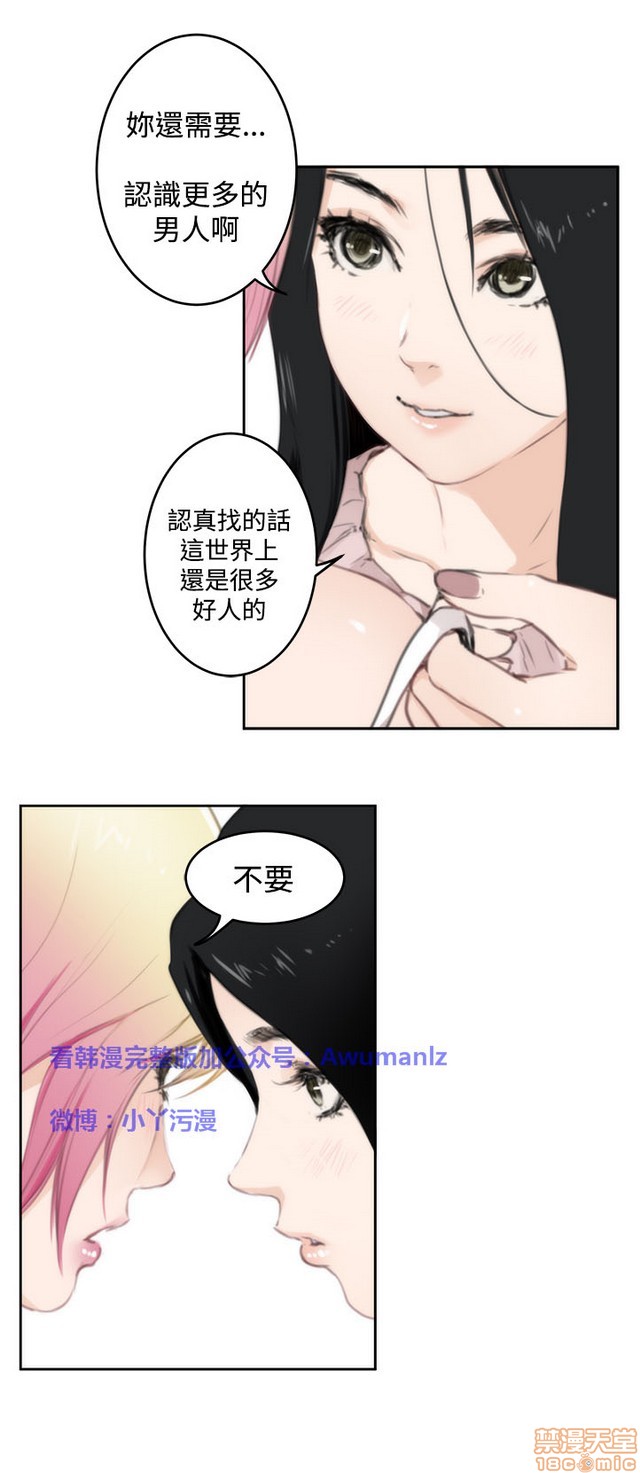 妳還需要...
認識更多的
男人啊
認真找的話
這世界上
還是很多
好人的
不要
看韩漫完整版加公众号：Awumanlz
微博：小丫污漫
禁漫天堂
18comic